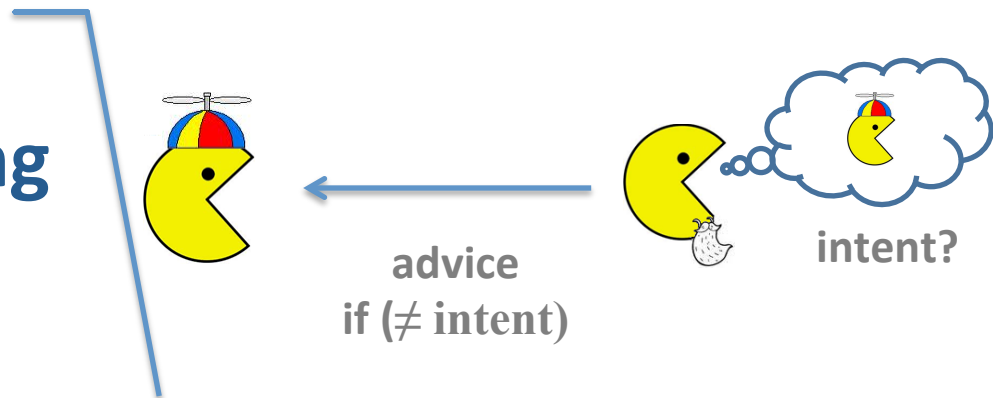 ng
advice
if (≠ intent)
intent?